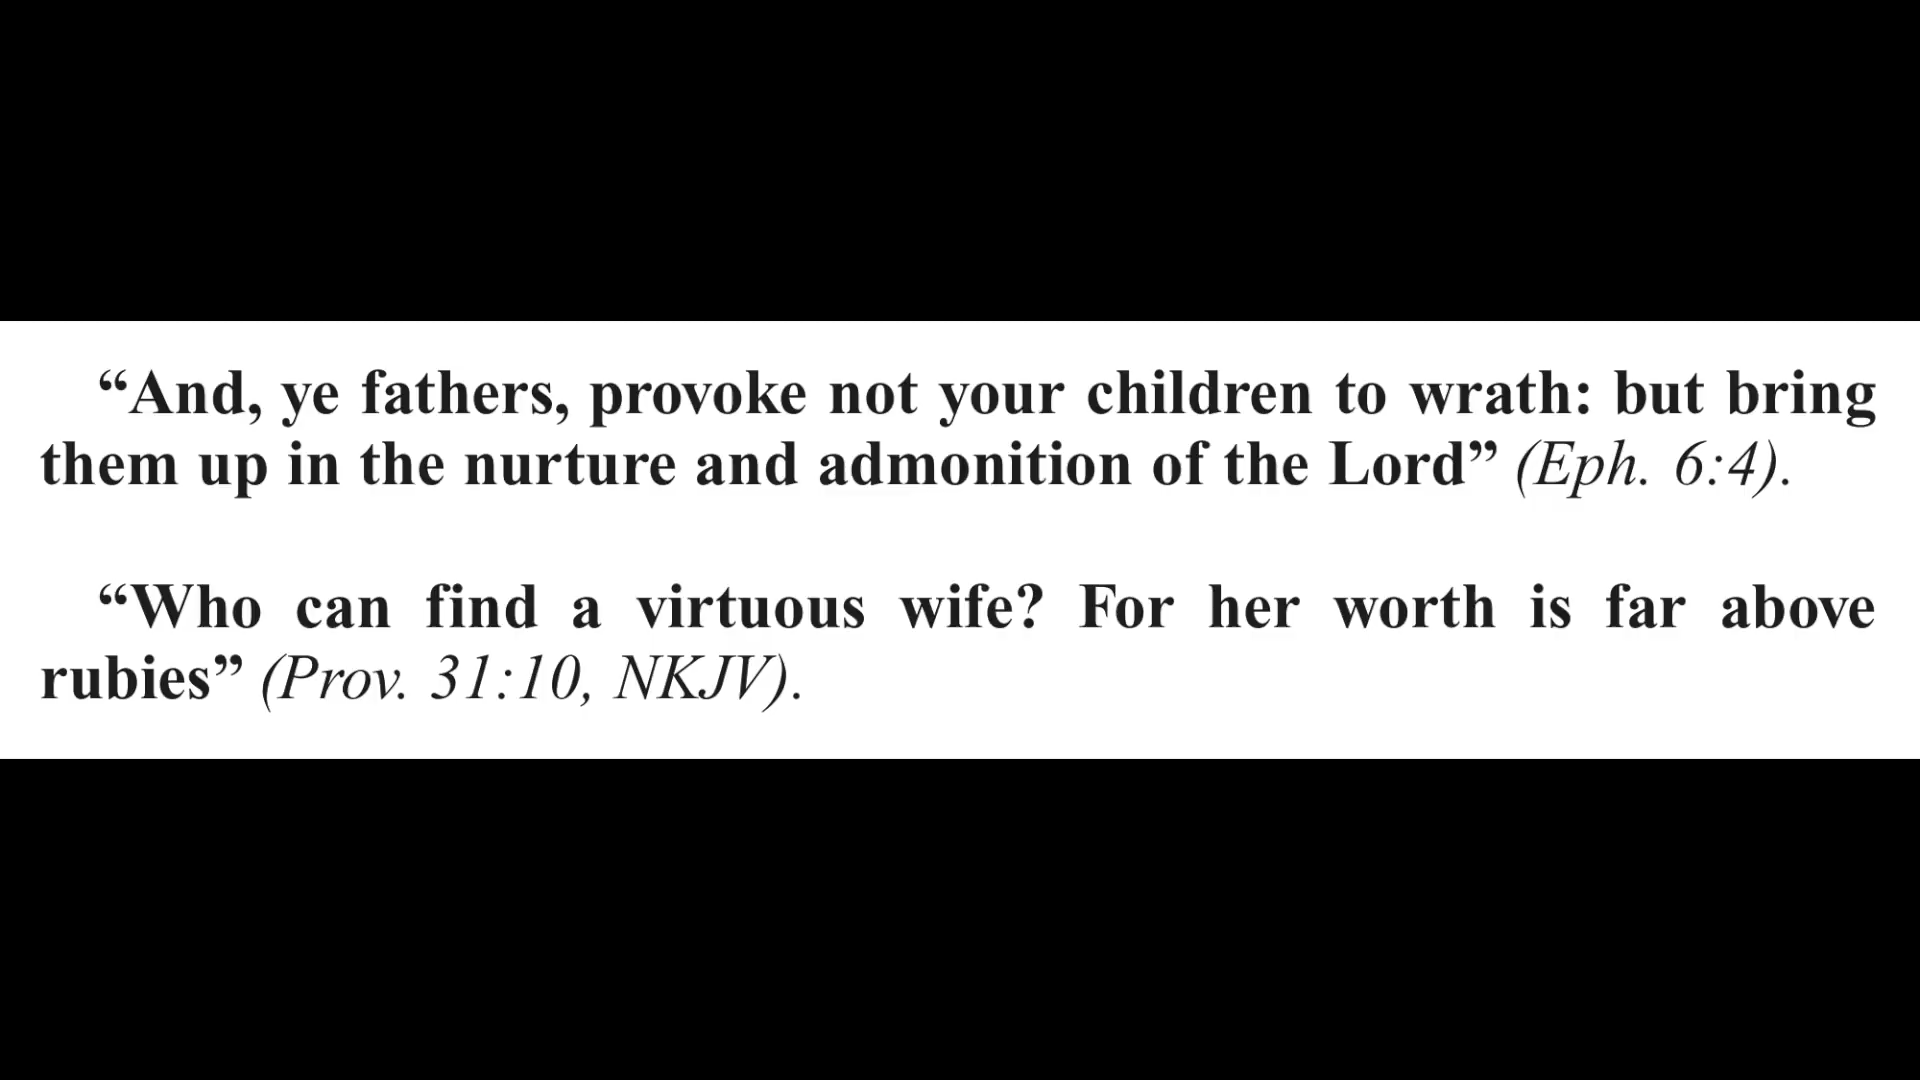 “And, ye fathers, provoke not your children to wrath: but bring
them up in the nurture and admonition of the Lord” (Eph. 6:4).
“Who can find a virtuous wife? For her worth is far above
rubies” (Prov. 31:10, NKJV).